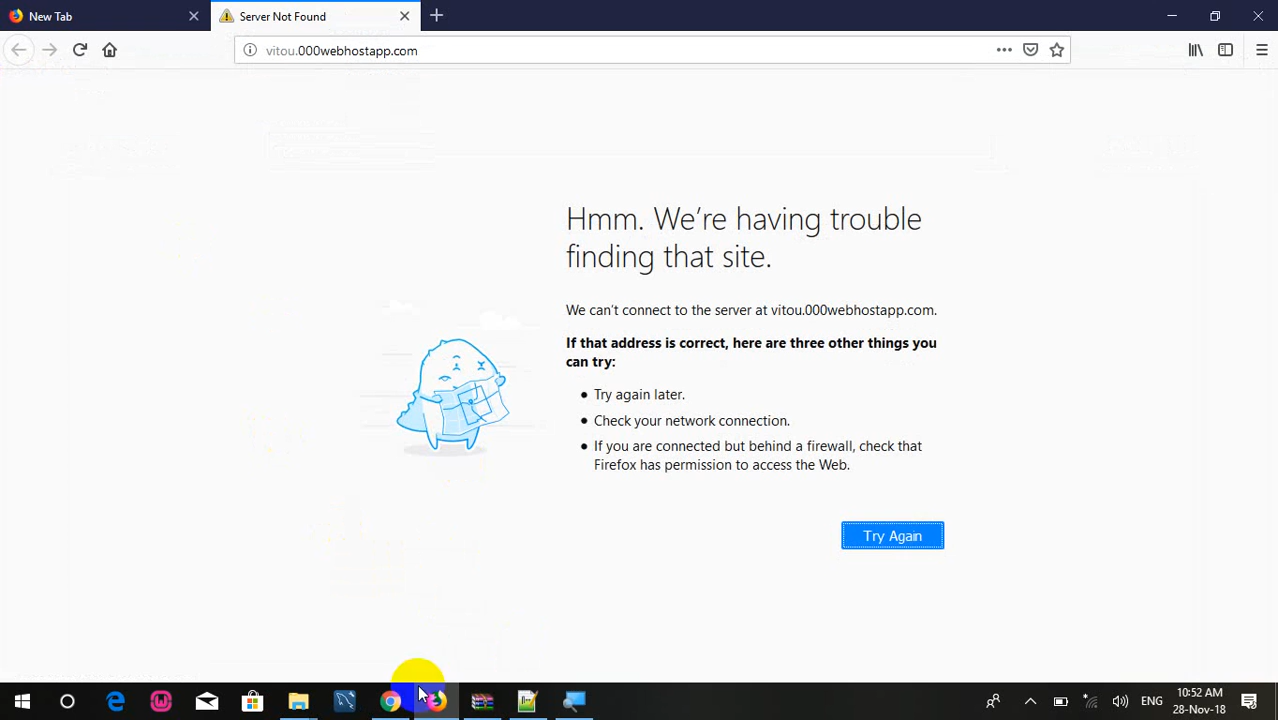 New Tab
Server Not Found
vitou.000webhostapp.com
Hmm. We’re having trouble
finding that site.
We can’t connect to the server at vitou.000webhostapp.com.
If that address is correct, here are three other things you
can try:
Try again later.
Check your network connection.
If you are connected but behind a firewall, check that
Firefox has permission to access the Web.
Try Again
ENG
10:52 AM
28-Nov-18